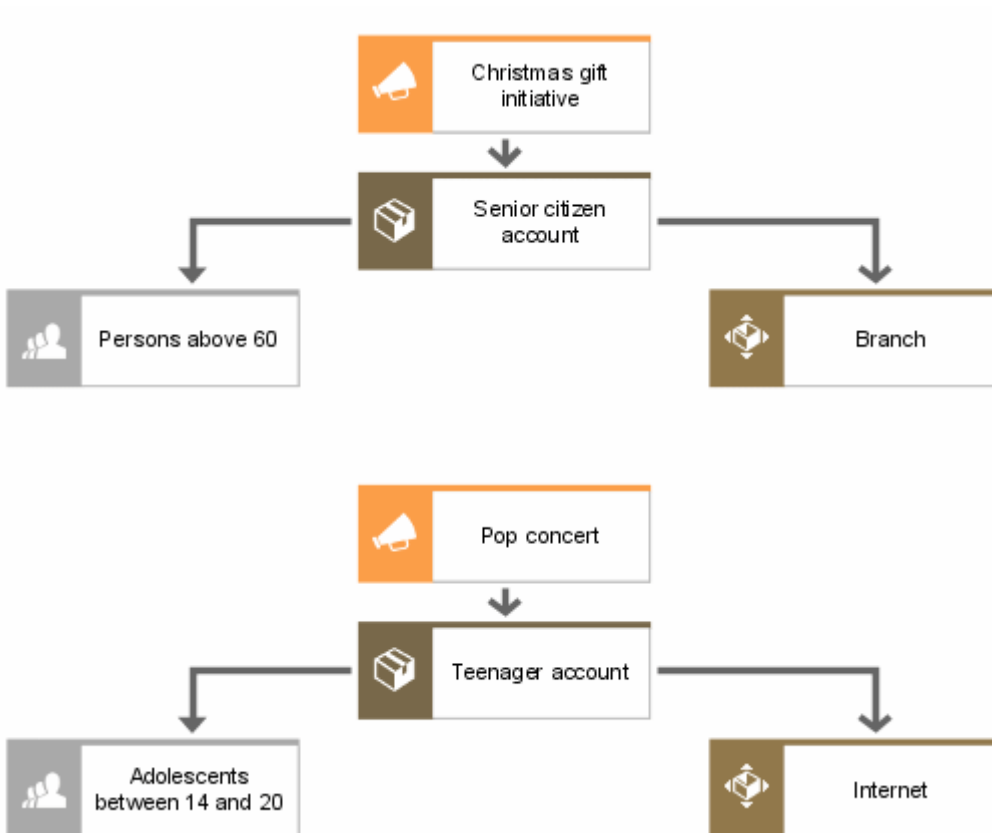 Christmas gift
initiative
Senior citizen
account
Persons above 60
Branch
Pop concert
Teenager account
Adolescents
between 14 and 20
Internet